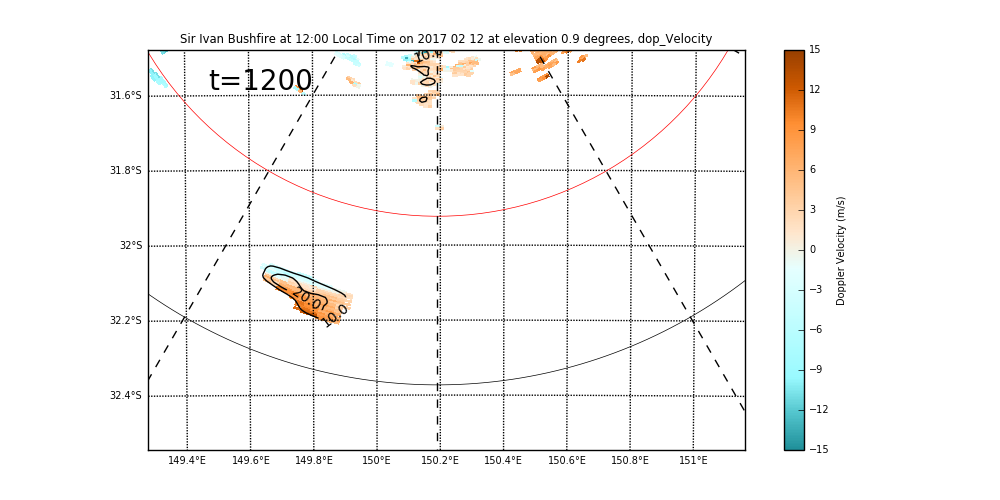 Sir Ivan Bushfire at 12:00 Local Time on 2017 02 12 at elevation 0.9 degrees, dop_Velocity
t=1200
31.6°S
31.8°S
32°S
32.2°S
32.4°S
149.4°E 149.6°E 149.8°E 150°E 150.2°E 150.4°E 150.6°E 150.8°E 151°E
20.0
10.0
15
12
9
6
3
0
−3
−6
−9
−12
−15
Doppler Velocity (m/s)